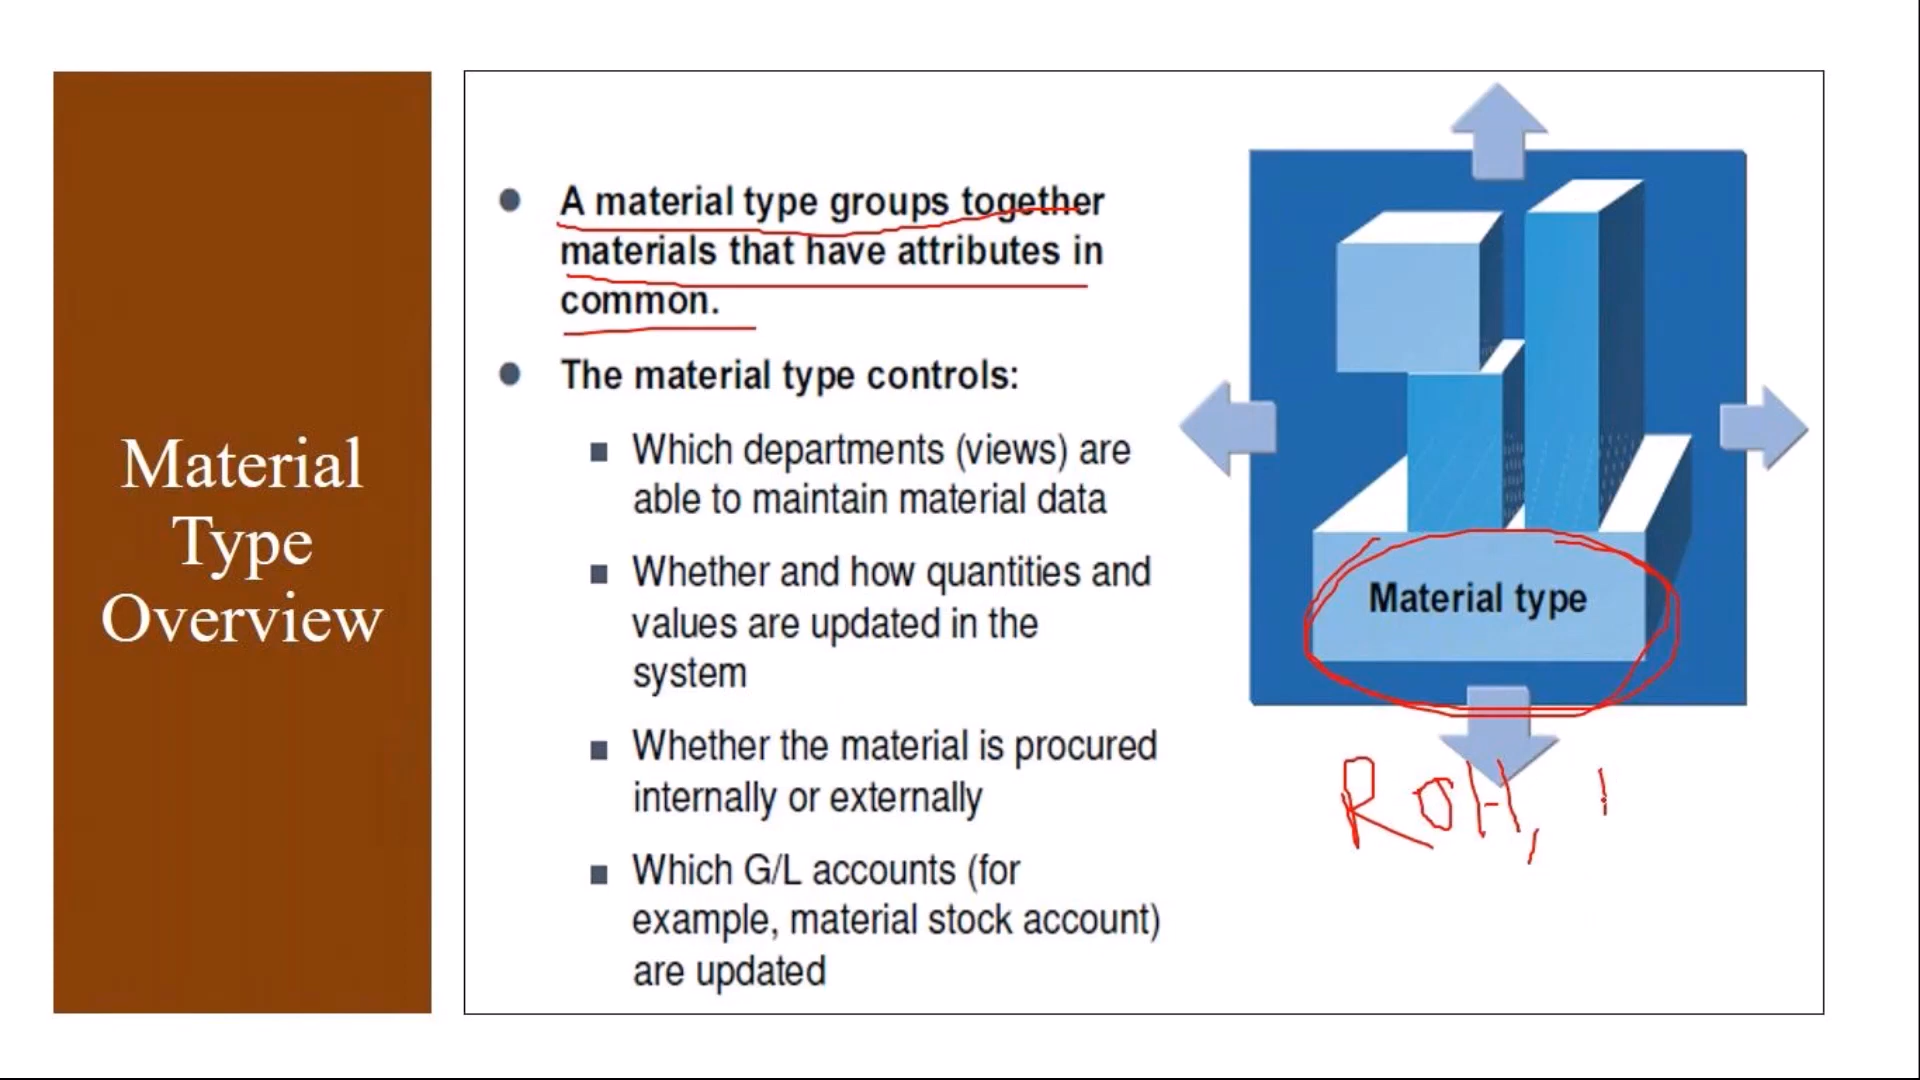 Material
Type
Overview
A material type groups together
materials that have attributes in
common.
The material type controls:
Which departments (views) are
able to maintain material data
Whether and how quantities and
values are updated in the
system
Whether the material is procured
internally or externally
Which G/L accounts (for
example, material stock account)
are updated
Material type
ROH,